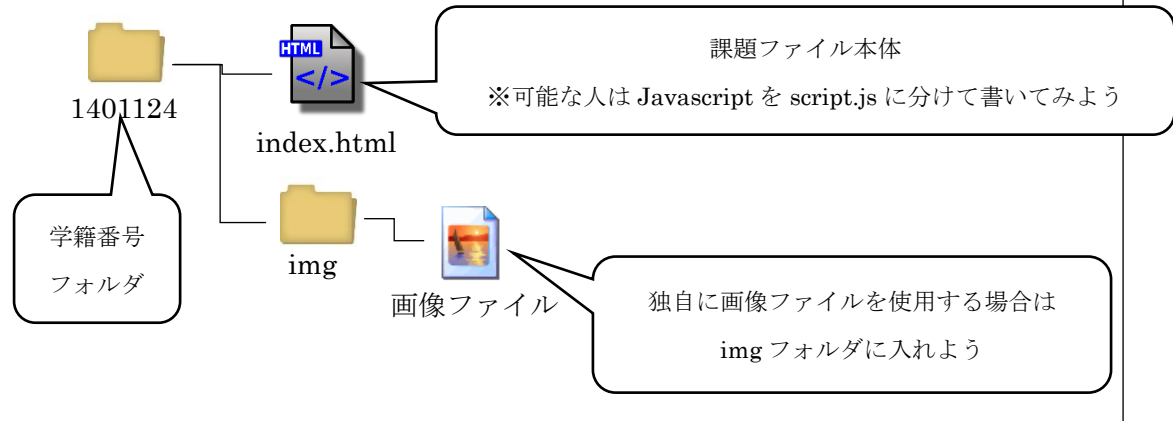 課題ファイル本体
※可能な人は Javascript を script.js に分けて書いてみよう
HTML
</>
1401124
index.html
学籍番号
フォルダ
img
画像ファイル
独自に画像ファイルを使用する場合は
img フォルダに入れよう